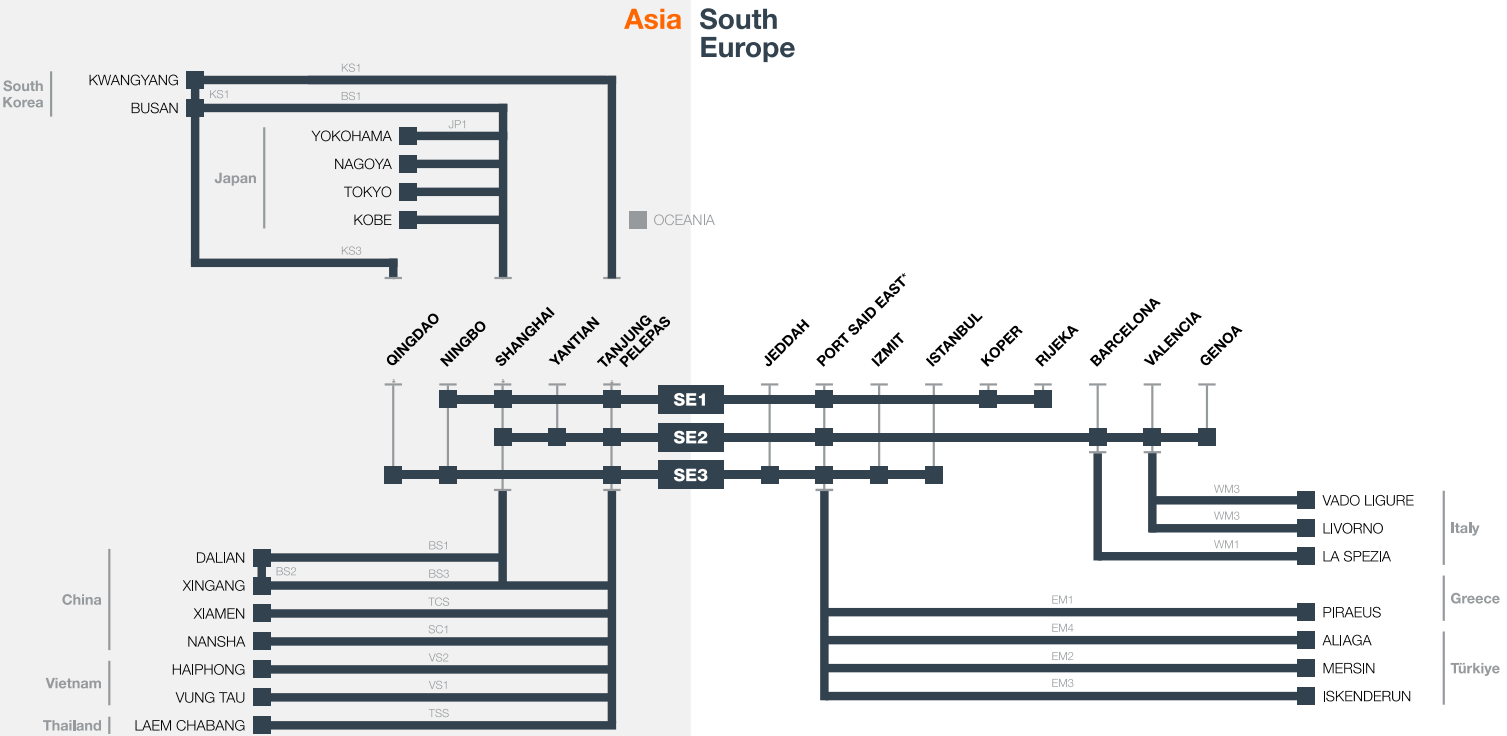 Asia
South
Europe
South
Korea
KWANGYANG
KS1
KS1
BUSAN
BS1
Japan
YOKOHAMA
JP1
NAGOYA
TOKYO
KOBE
OCEANIA
KS3
QINGDAO
NINGBO
SHANGHAI
YANTIAN
TANJUNG
PELEPAS
JEDDAH
PORT SAID EAST*
IZMIT
ISTANBUL
KOPER
RIJEKA
BARCELONA
VALENCIA
GENOA
SE1
SE2
SE3
China
DALIAN
BS1
BS2
XINGANG
BS3
XIAMEN
TCS
NANSHA
SC1
Vietnam
HAIPHONG
VS2
VUNG TAU
VS1
Thailand
LAEM CHABANG
TSS
WM3
VADO LIGURE
WM3
LIVORNO
WM1
LA SPEZIA
Italy
EM1
PIRAEUS
Greece
EM4
ALIAGA
EM2
MERSIN
EM3
ISKENDERUN
Türkiye